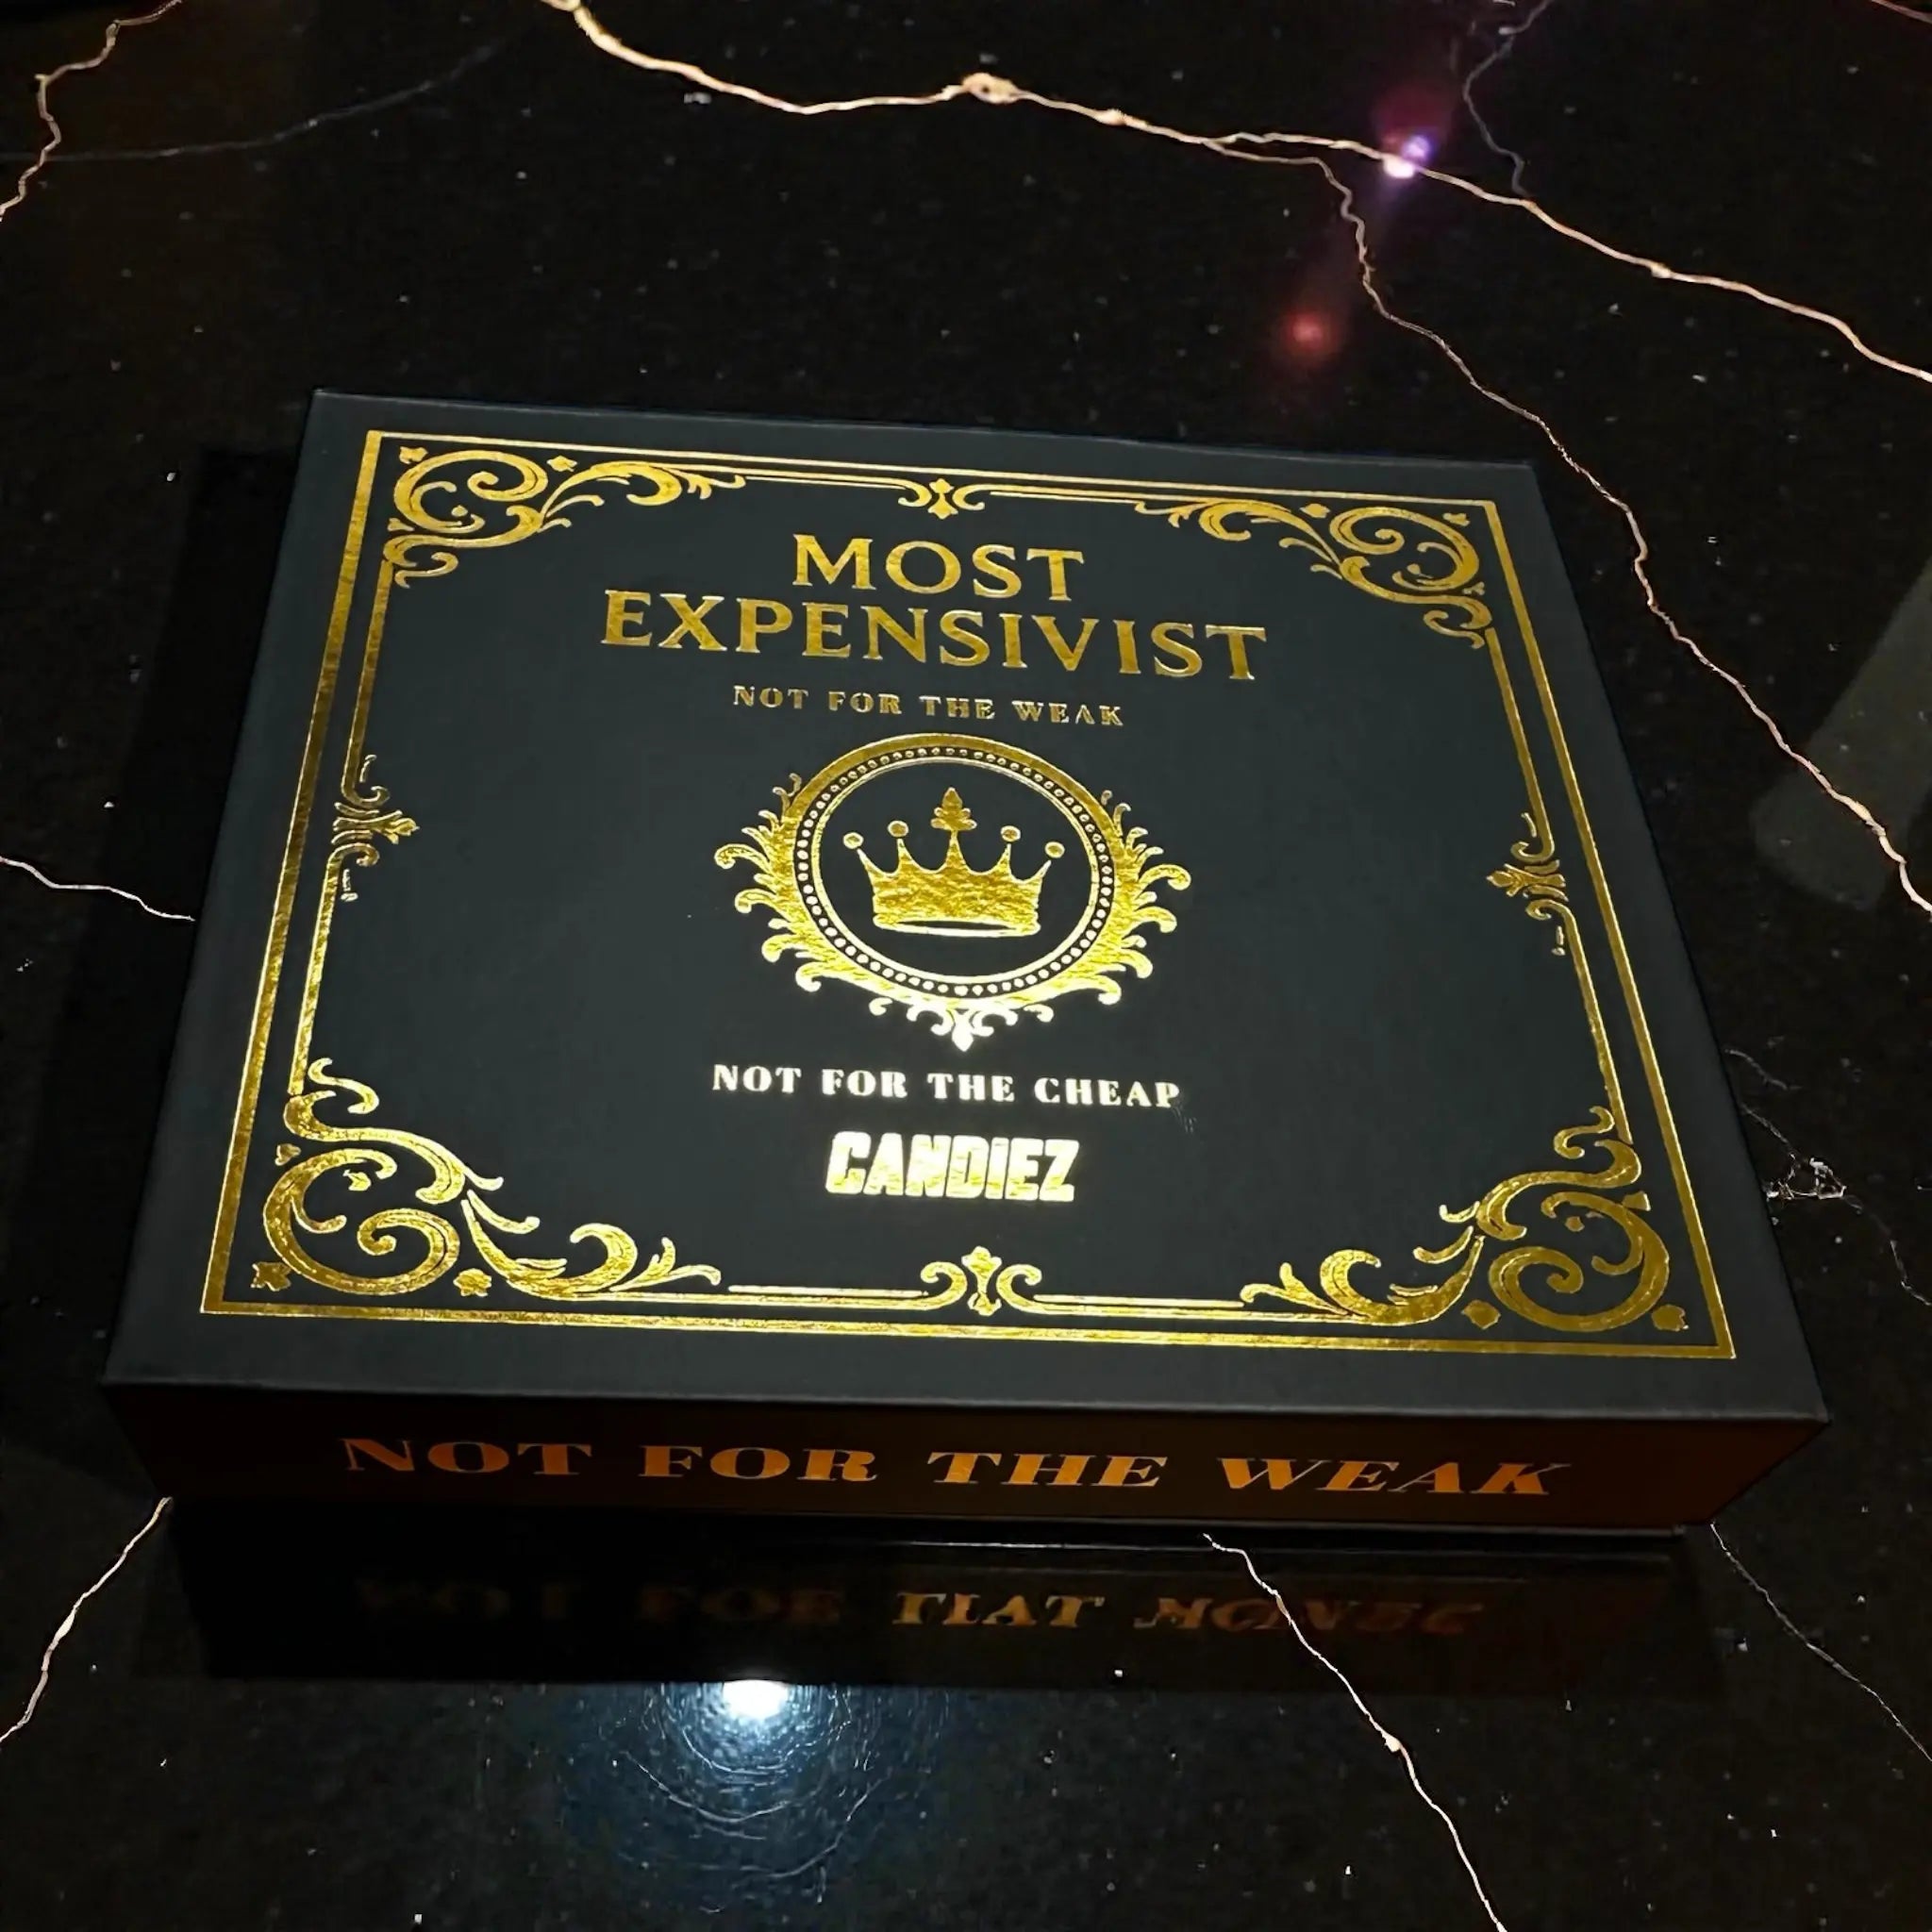 MOST
EXPENSIVIST
NOT FOR THE WEAK
NOT FOR THE CHEAP
CANDIEZ
NOT FOR THE WEAK